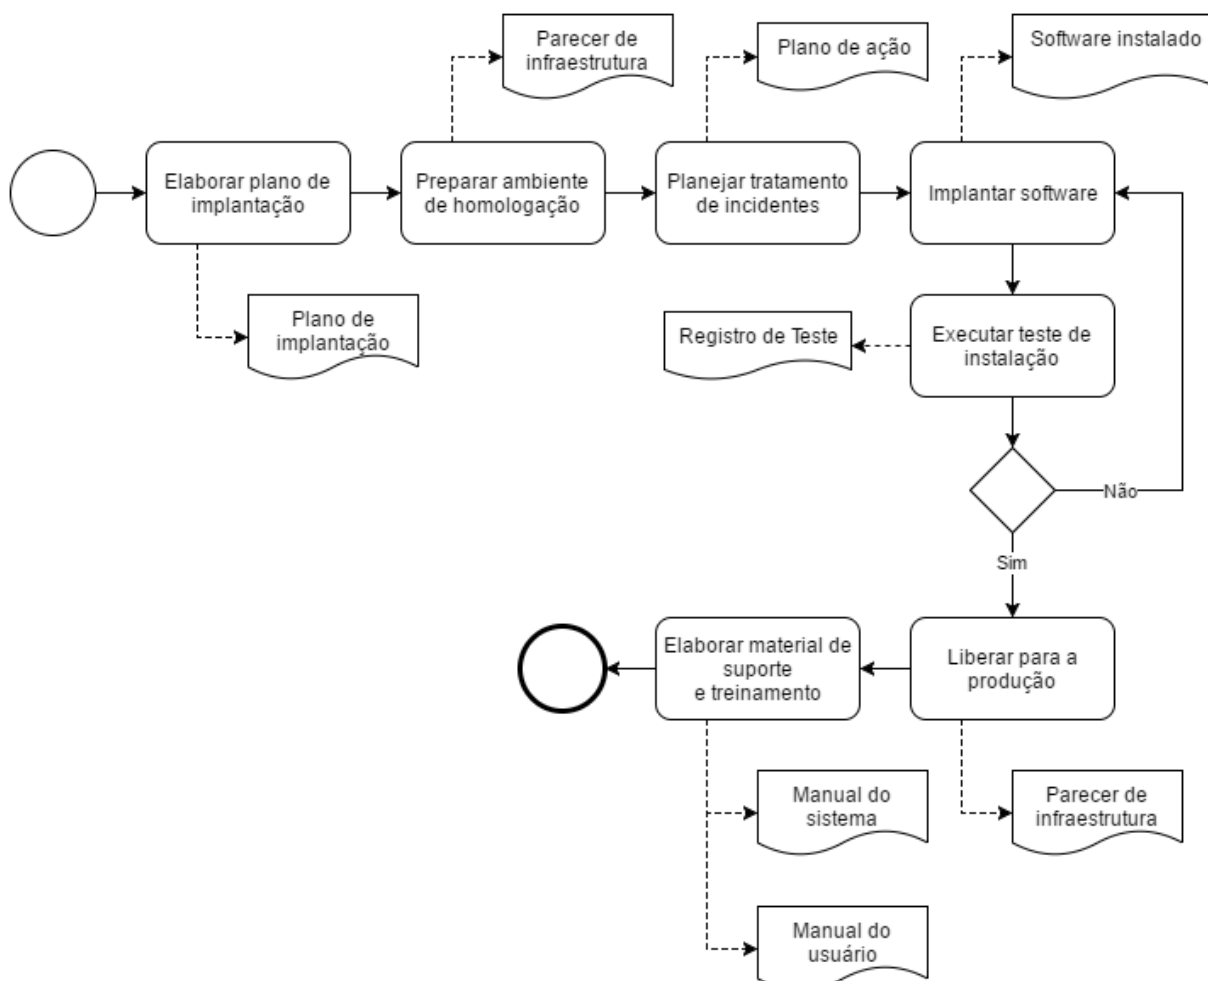 Parecer de
infraestrutura
Plano de ação
Software instalado
Elaborar plano de
implantação
Preparar ambiente
de homologação
Planejar tratamento
de incidentes
Implantar software
Plano de
implantação
Registro de Teste
Executar teste de
instalação
Não
Sim
Elaborar material de
suporte
e treinamento
Liberar para a
produção
Manual do
sistema
Parecer de
infraestrutura
Manual do
usuário